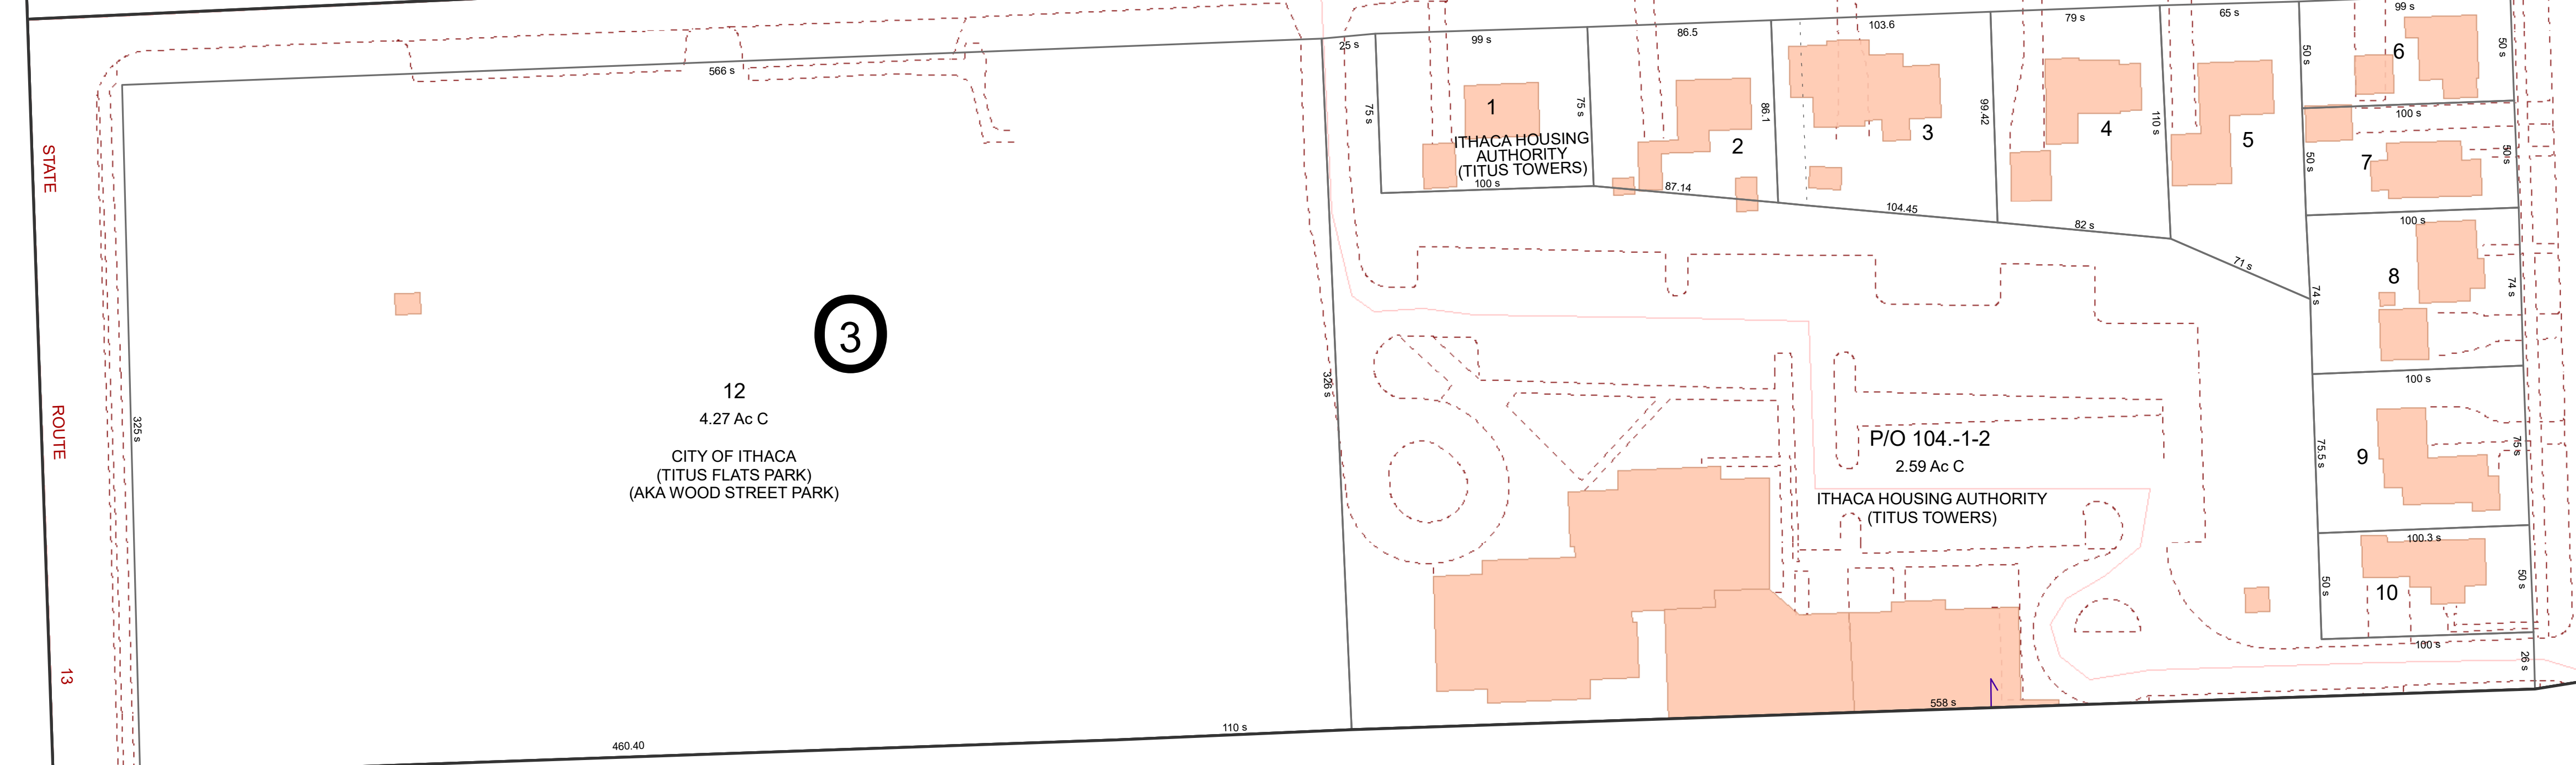 99 s
65 s
79 s
103.6
86.5
99 s
25 s
566 s
6
50 s
50 s
75 s
1
75 s
86.1
99.42
110 s
ITHACA HOUSING
AUTHORITY
(TITUS TOWERS)
100 s
2
87.14
3
104.45
4
82 s
5
71 s
100 s
50 s
7
50 s
100 s
8
74 s
74 s
100 s
STATE
ROUTE
13
325 s
3
12
4.27 Ac C
CITY OF ITHACA
(TITUS FLATS PARK)
(AKA WOOD STREET PARK)
326 s
P/O 104.-1-2
2.59 Ac C
ITHACA HOUSING AUTHORITY
(TITUS TOWERS)
75.5 s
9
75 s
100.3 s
50 s
10
50 s
100 s
26 s
558 s
110 s
460.40